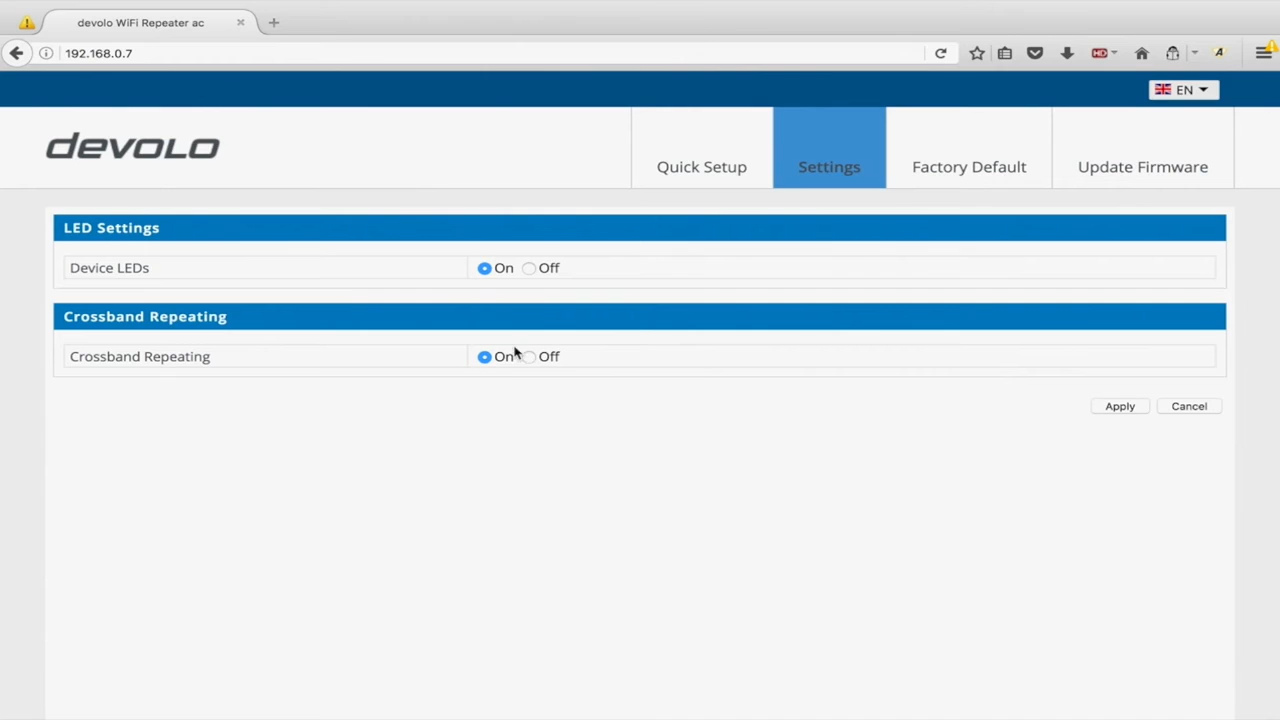 devolo WiFi Repeater ac
192.168.0.7
HD
A
EN
devolo
Quick Setup
Settings
Factory Default
Update Firmware
LED Settings
Device LEDs
On Off
Crossband Repeating
Crossband Repeating
On Off
Apply Cancel